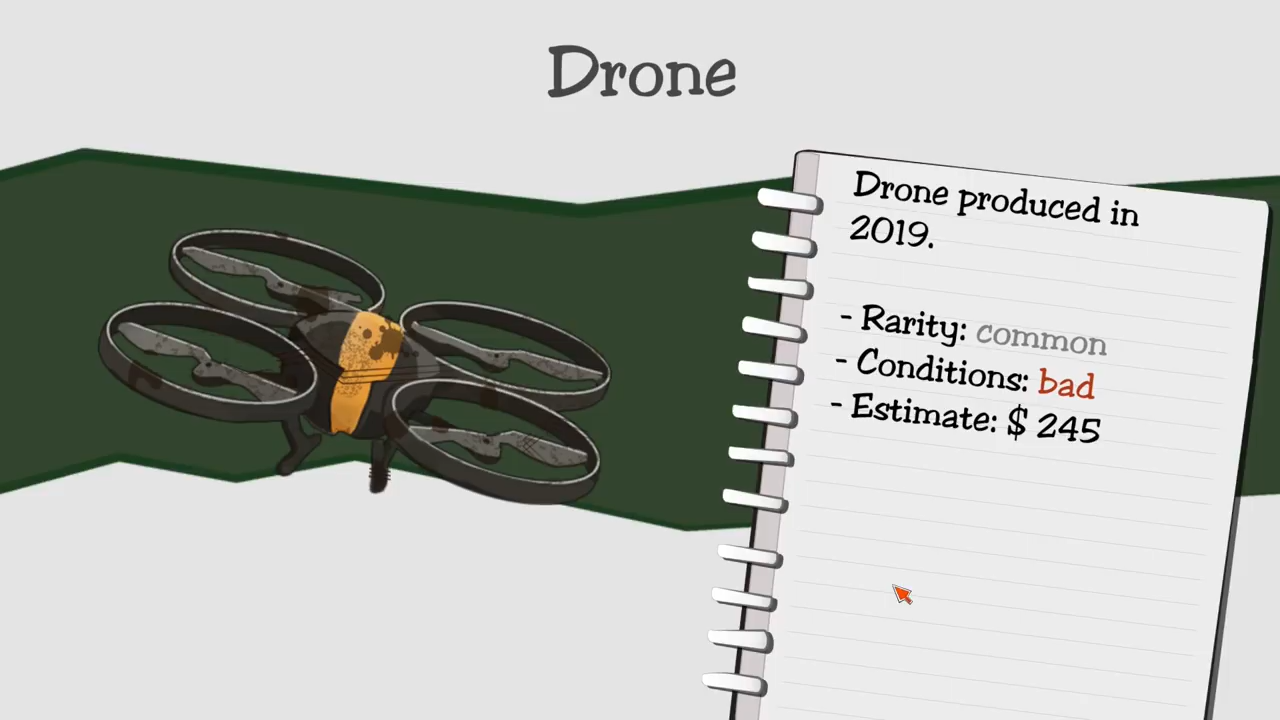 Drone
Drone produced in
2019.
- Rarity: common
- Conditions: bad
- Estimate: $ 245